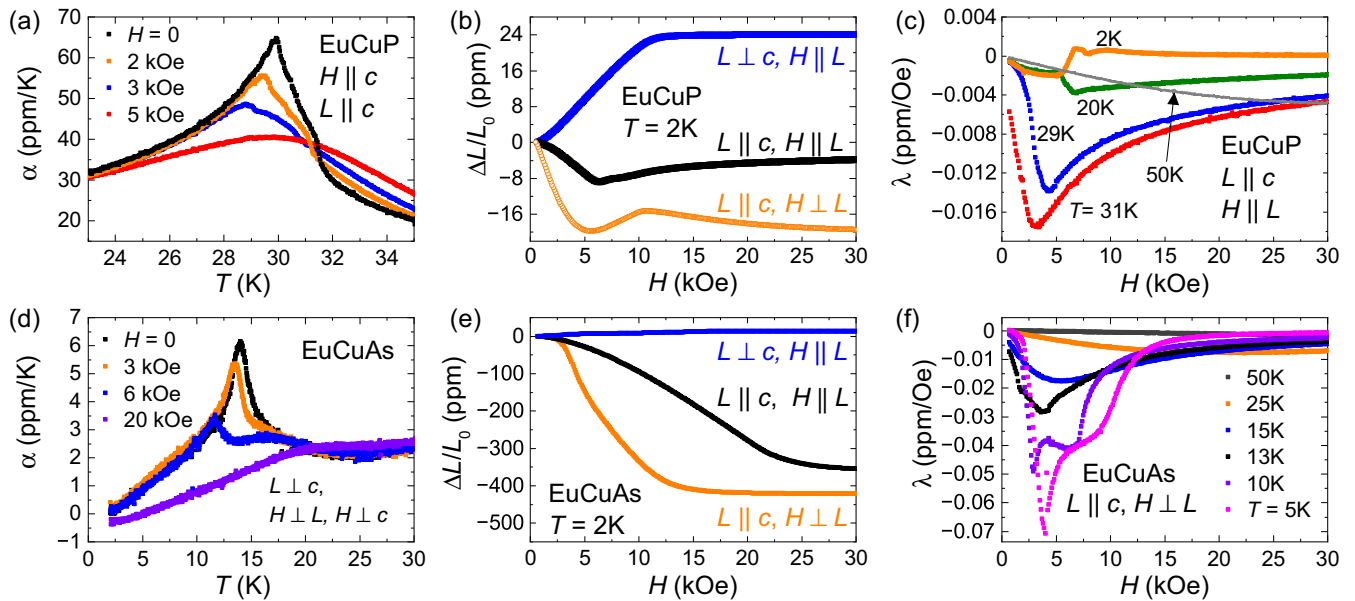 (a)
70
60
50
40
30
20
α (ppm/K)
H = 0
2 kOe
3 kOe
5 kOe
EuCuP
H || c
L || c
24 26 28 30 32 34
T (K)
(b)
24
16
8
0
-8
-16
ΔL/L₀ (ppm)
L ⊥ c, H || L
EuCuP
T = 2K
L || c, H || L
L || c, H ⊥ L
0 5 10 15 20 25 30
H (kOe)
(c)
0.004
0
-0.004
-0.008
-0.012
-0.016
λ (ppm/Oe)
2K
20K
29K
50K
T= 31K
EuCuP
L || c
H || L
0 5 10 15 20 25 30
H (kOe)
(d)
7
6
5
4
3
2
1
0
-1
α (ppm/K)
H = 0
3 kOe
6 kOe
20 kOe
EuCuAs
L ⊥ c,
H ⊥ L, H ⊥ c
0 5 10 15 20 25 30
T (K)
(e)
100
0
-100
-200
-300
-400
-500
ΔL/L₀ (ppm)
L ⊥ c, H || L
L || c, H || L
EuCuAs
T = 2K
L || c, H ⊥ L
0 5 10 15 20 25 30
H (kOe)
(f)
0
-0.01
-0.02
-0.03
-0.04
-0.05
-0.06
-0.07
λ (ppm/Oe)
50K
25K
15K
13K
10K
T = 5K
EuCuAs
L || c, H ⊥ L
0 5 10 15 20 25 30
H (kOe)